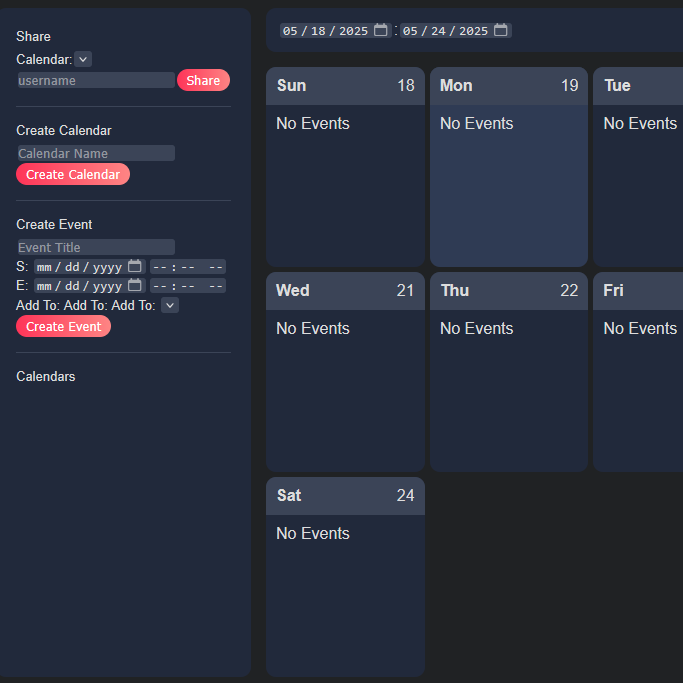 Share
Calendar:
username Share
Create Calendar
Calendar Name
Create Calendar
Create Event
Event Title
S: mm/dd/yyyy --:-- --
E: mm/dd/yyyy --:-- --
Add To: Add To: Add To:
Create Event
Calendars
05/18/2025 : 05/24/2025
Sun 18 Mon 19 Tue
No Events No Events No Events
Wed 21 Thu 22 Fri
No Events No Events No Events
Sat 24
No Events